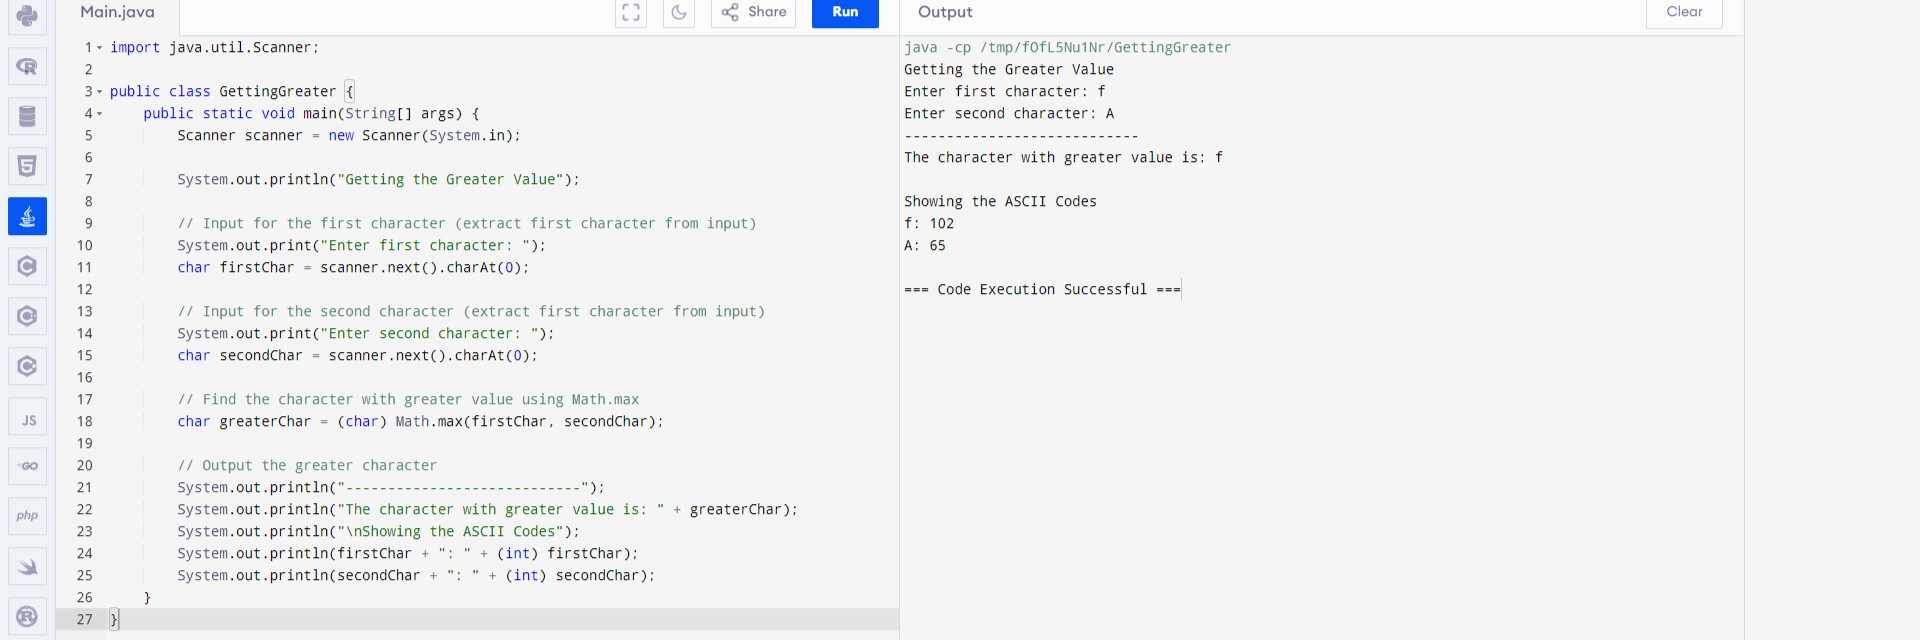 Main.java
Share
Run
1 import java.util.Scanner;
2
3 public class GettingGreater {
4 public static void main(String[] args) {
5 Scanner scanner = new Scanner(System.in);
6
7 System.out.println("Getting the Greater Value");
8
9 // Input for the first character (extract first character from input)
10 System.out.print("Enter first character: ");
11 char firstChar = scanner.next().charAt(0);
12
13 // Input for the second character (extract first character from input)
14 System.out.print("Enter second character: ");
15 char secondChar = scanner.next().charAt(0);
16
17 // Find the character with greater value using Math.max
18 char greaterChar = (char) Math.max(firstChar, secondChar);
19
20 // Output the greater character
21 System.out.println("----------------------------");
22 System.out.println("The character with greater value is: " + greaterChar);
23 System.out.println("\nShowing the ASCII Codes");
24 System.out.println(firstChar + ": " + (int) firstChar);
25 System.out.println(secondChar + ": " + (int) secondChar);
26 }
27 }
Output
Clear
java -cp /tmp/fOfL5Nu1Nr/GettingGreater
Getting the Greater Value
Enter first character: f
Enter second character: A
----------------------------
The character with greater value is: f
Showing the ASCII Codes
f: 102
A: 65
=== Code Execution Successful ===
R
5
C
C
C
JS
GO
php
R